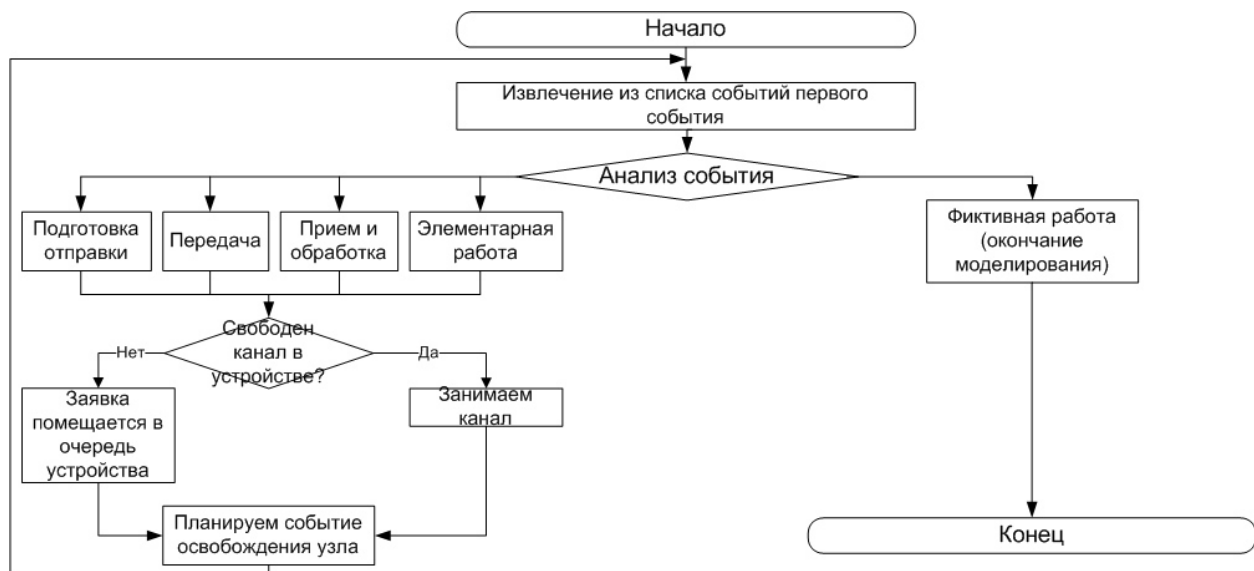 Начало
Извлечение из списка событий первого
события
Анализ события
Подготовка
отправки
Передача
Прием и
обработка
Элементарная
работа
Фиктивная работа
(окончание
моделирования)
Свободен
канал в
устройстве?
Нет
Да
Заявка
помещается в
очередь
устройства
Занимаем
канал
Планируем событие
освобождения узла
Конец